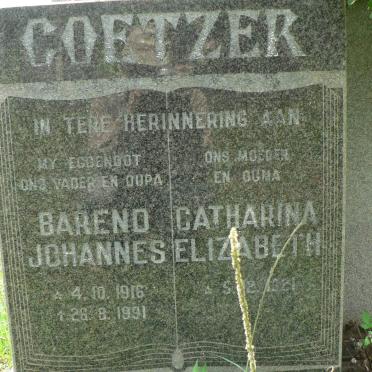 COETZER
IN TERE HERINNERING AAN
MY EGGENOOT
ONS VADER EN OUPA
BAREND
JOHANNES
4.10.1916
26.8.1991
ONS MOEDER
EN OUMA
CATHARINA
ELIZABETH